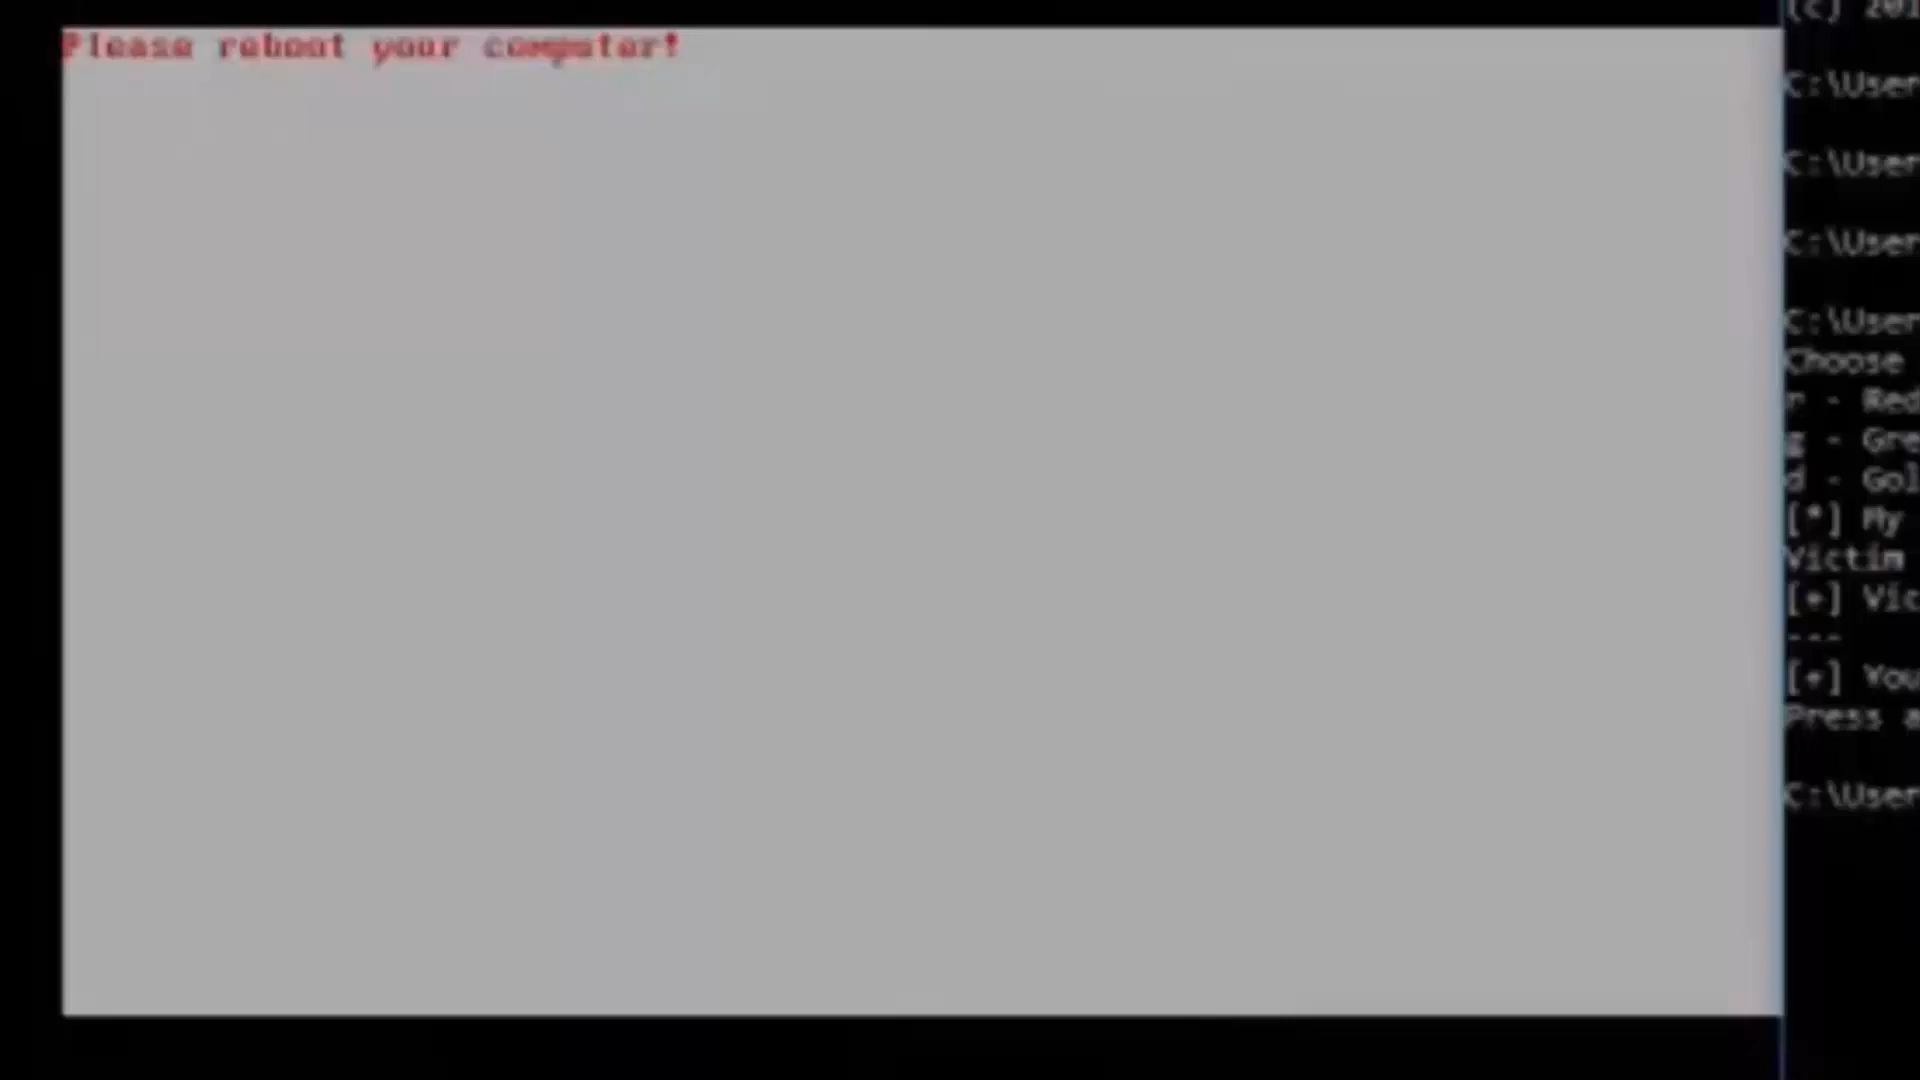 Please reboot your computer!
(c) 201
C:\User
C:\User
C:\User
C:\User
Choose
r - Red
g - Gre
d - Gol
[*] My
Victim
[+] Vic
---
[+] You
Press a
C:\User